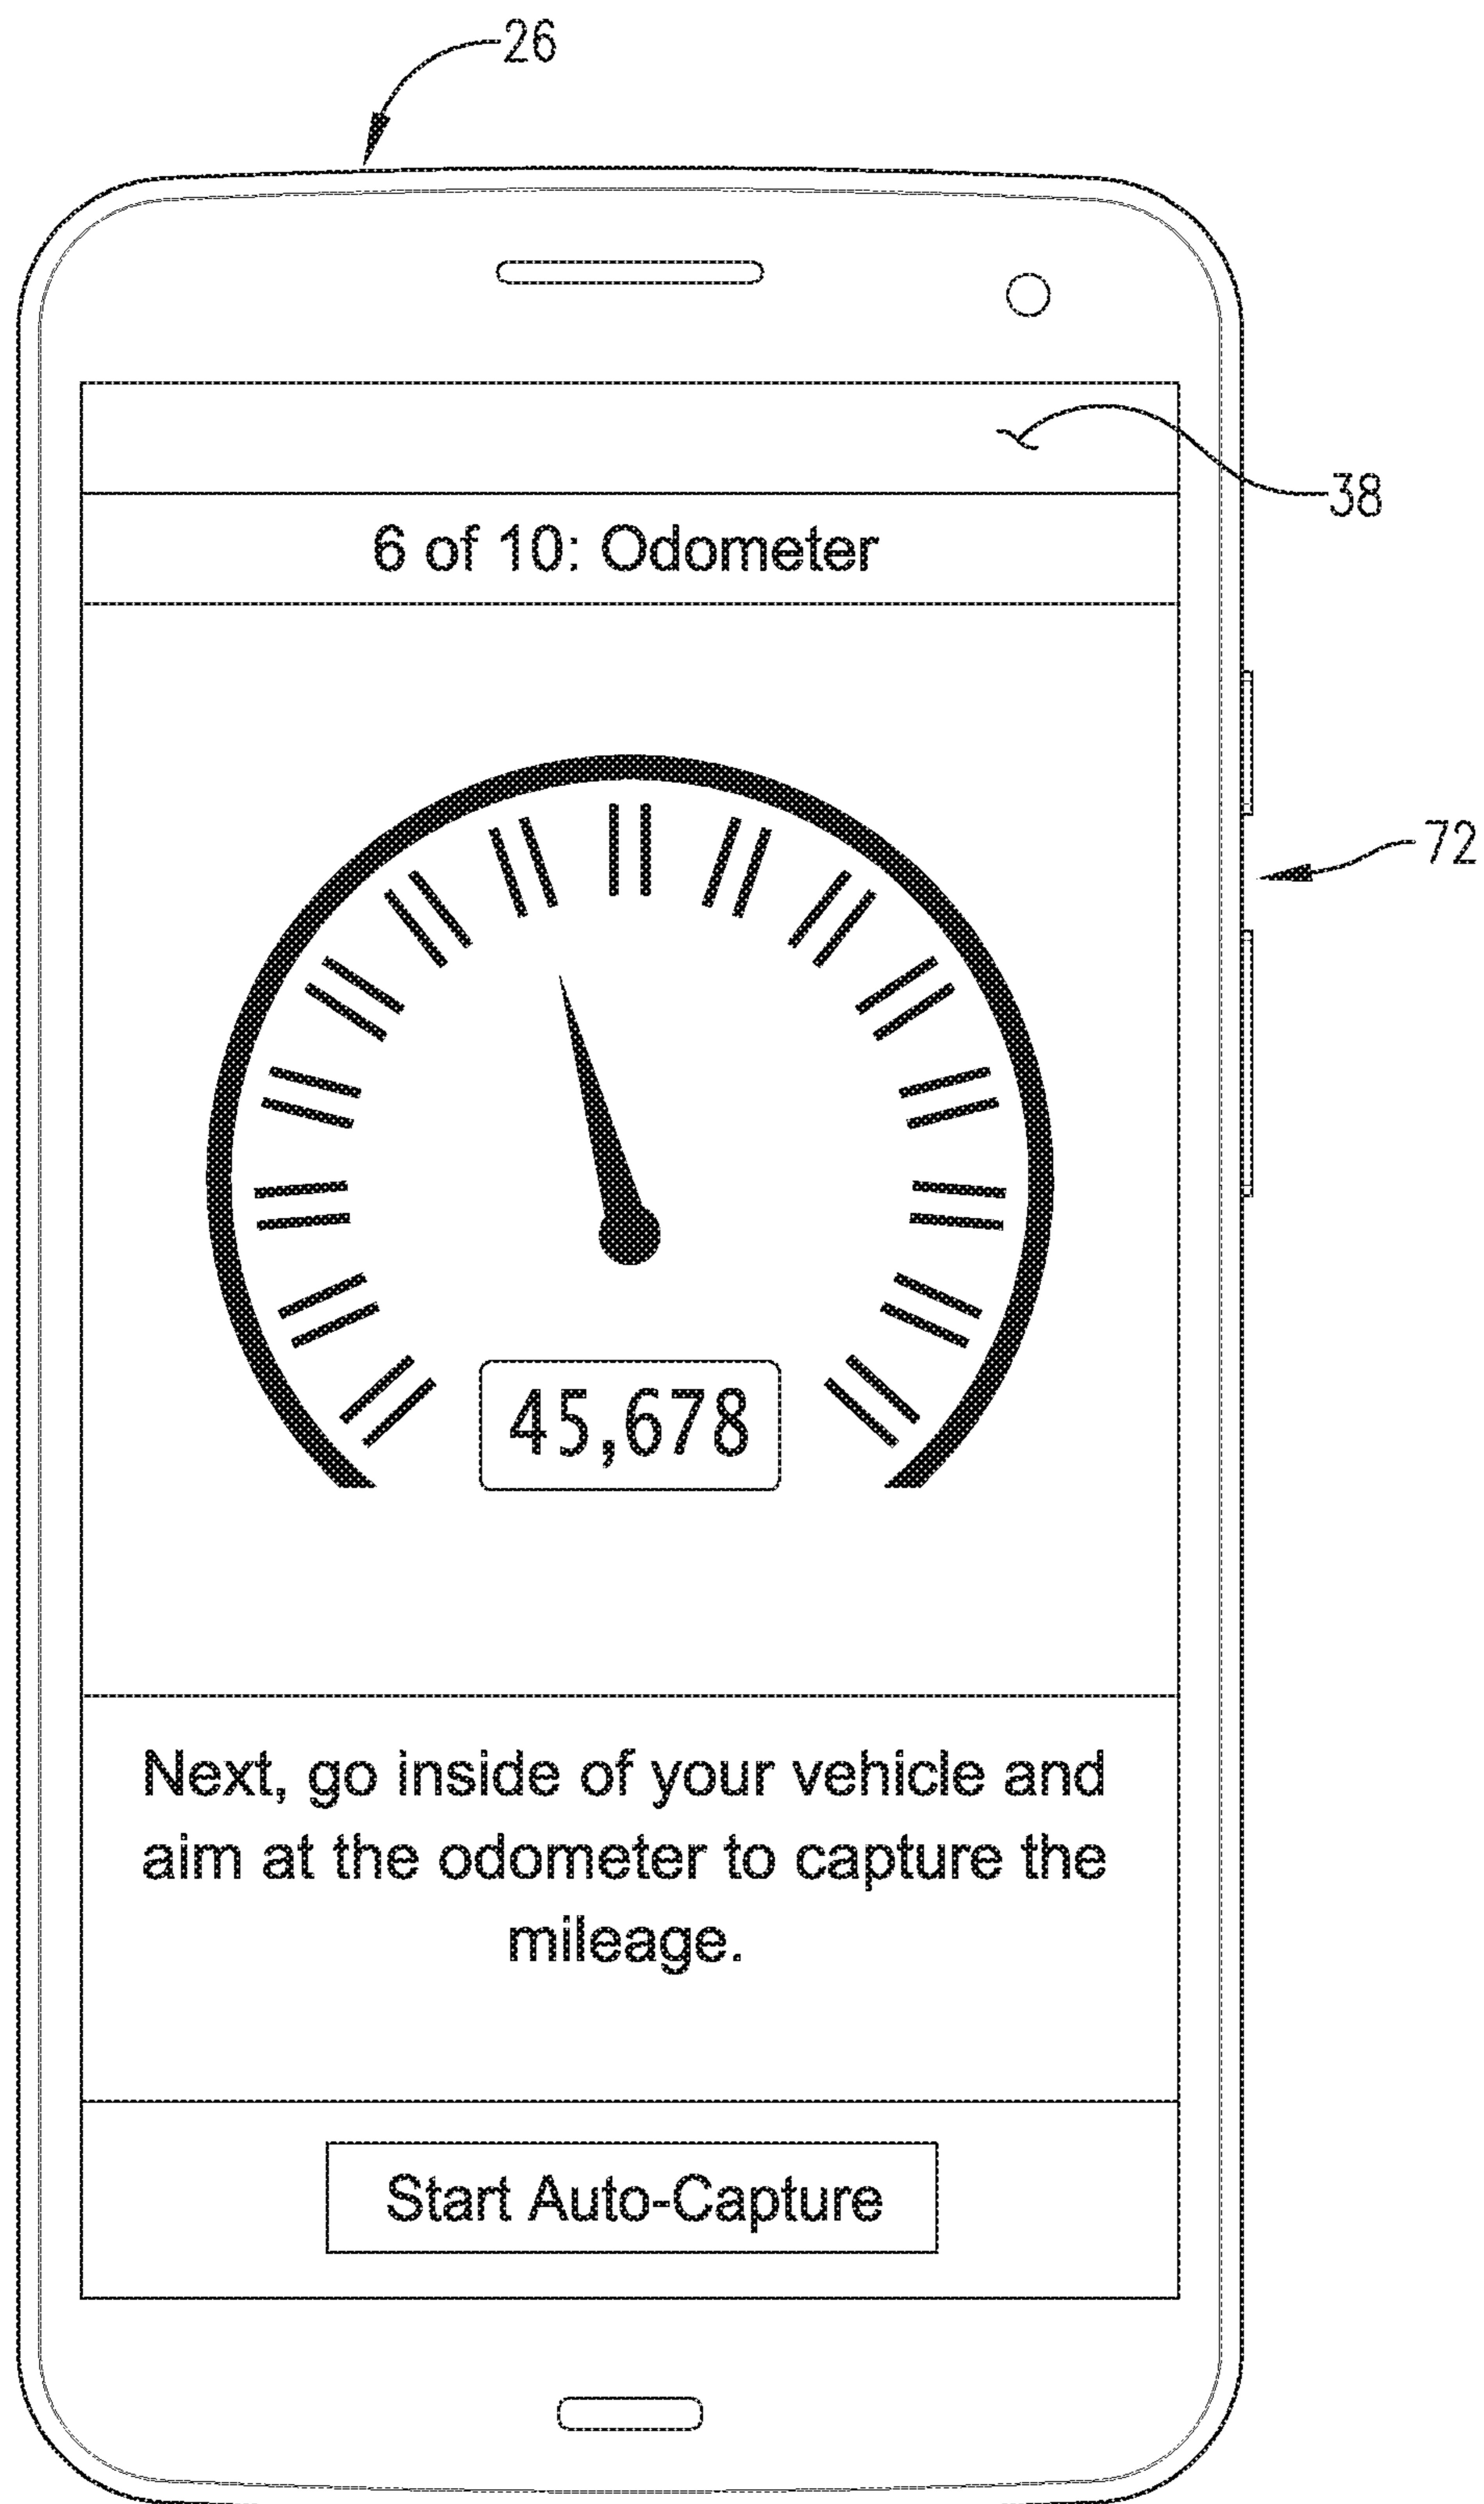 26
38
6 of 10: Odometer
72
45,678
Next, go inside of your vehicle and
aim at the odometer to capture the
mileage.
Start Auto-Capture